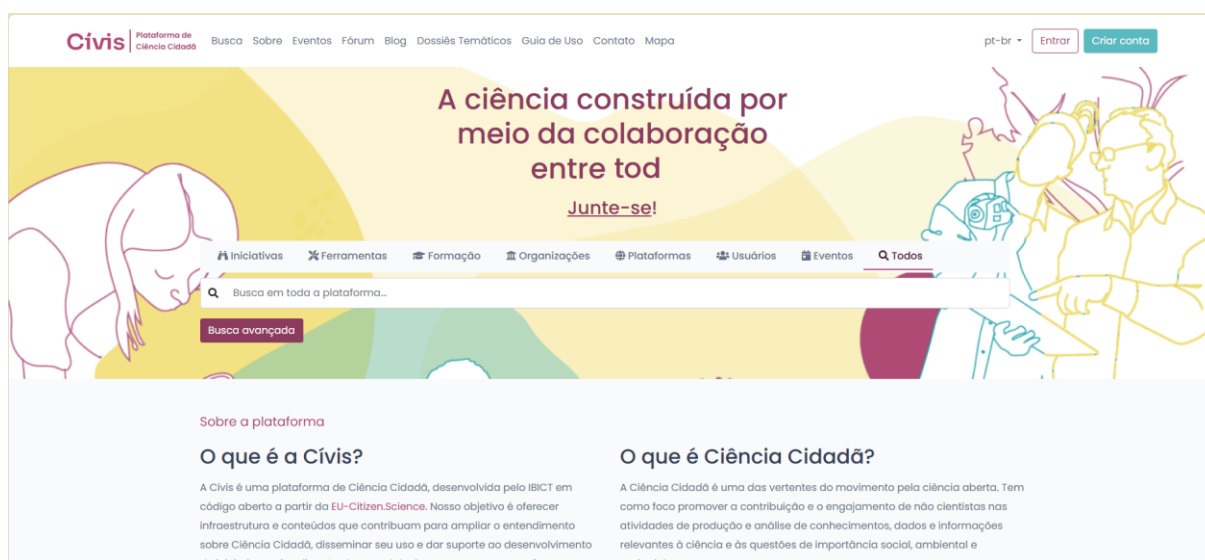 Cívis Plataforma de Ciência Cidadã
Busca Sobre Eventos Fórum Blog Dossiês Temáticos Guia de Uso Contato Mapa
pt-br Entrar Criar conta
A ciência construída por
meio da colaboração
entre tod
Junte-se!
Iniciativas Ferramentas Formação Organizações Plataformas Usuários Eventos Todos
Busca em toda a plataforma...
Busca avançada
Sobre a plataforma
O que é a Cívis?
A Cívis é uma plataforma de Ciência Cidadã, desenvolvida pelo IBICT em
código aberto a partir da EU-Citizen.Science. Nosso objetivo é oferecer
infraestrutura e conteúdos que contribuam para ampliar o entendimento
sobre Ciência Cidadã, disseminar seu uso e dar suporte ao desenvolvimento
O que é Ciência Cidadã?
A Ciência Cidadã é uma das vertentes do movimento pela ciência aberta. Tem
como foco promover a contribuição e o engajamento de não cientistas nas
atividades de produção e análise de conhecimentos, dados e informações
relevantes à ciência e às questões de importância social, ambiental e